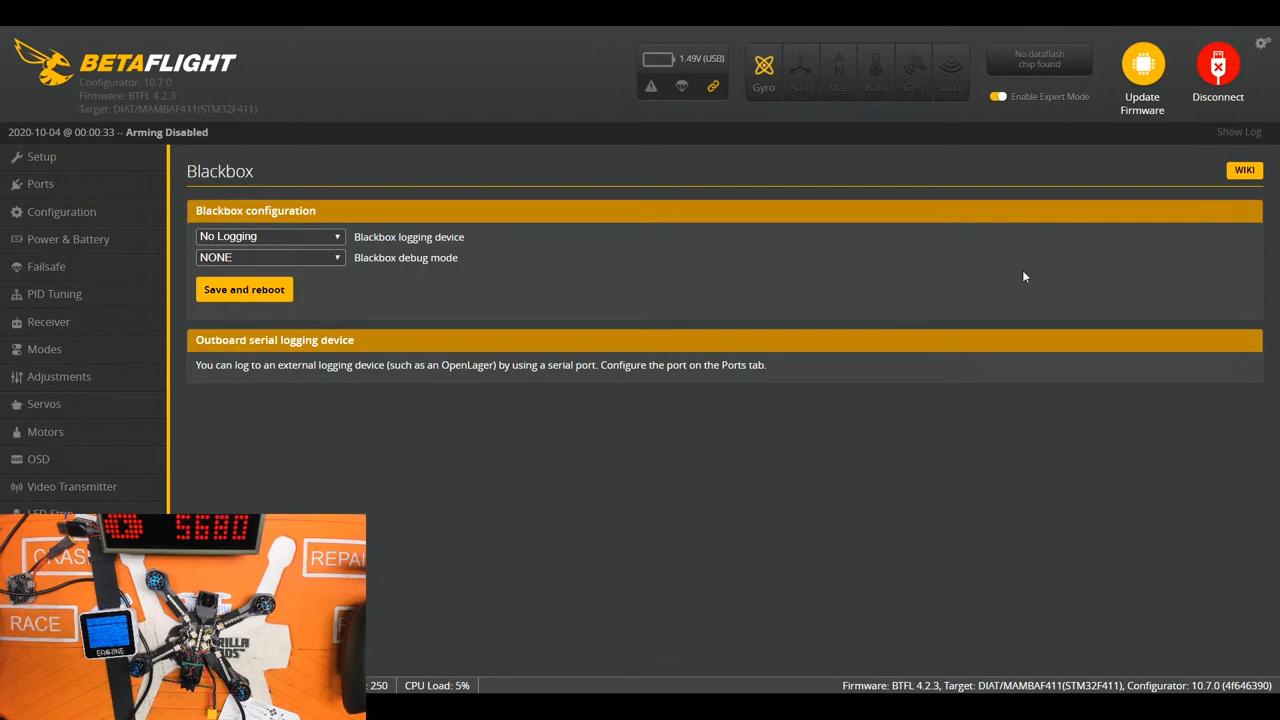 BETAFLIGHT
Configurator: 10.7.0
Firmware: BTFL 4.2.3
Target: DIAT/MAMBAF411(STM32F411)
1.49V (USB)
Gyro
Accel
Mag
Baro
GPS
Sonar
No dataflash
chip found
Enable Expert Mode
Update
Firmware
Disconnect
2020-10-04 @ 00:00:33 -- Arming Disabled
Show Log
Setup
Ports
Configuration
Power & Battery
Failsafe
PID Tuning
Receiver
Modes
Adjustments
Servos
Motors
OSD
Video Transmitter
LED Strip
Blackbox
WIKI
Blackbox configuration
No Logging
Blackbox logging device
NONE
Blackbox debug mode
Save and reboot
Outboard serial logging device
You can log to an external logging device (such as an OpenLager) by using a serial port. Configure the port on the Ports tab.
5680
CRAS
REPAI
RACE
EACHINE
: 250
CPU Load: 5%
Firmware: BTFL 4.2.3, Target: DIAT/MAMBAF411(STM32F411), Configurator: 10.7.0 (4f646390)